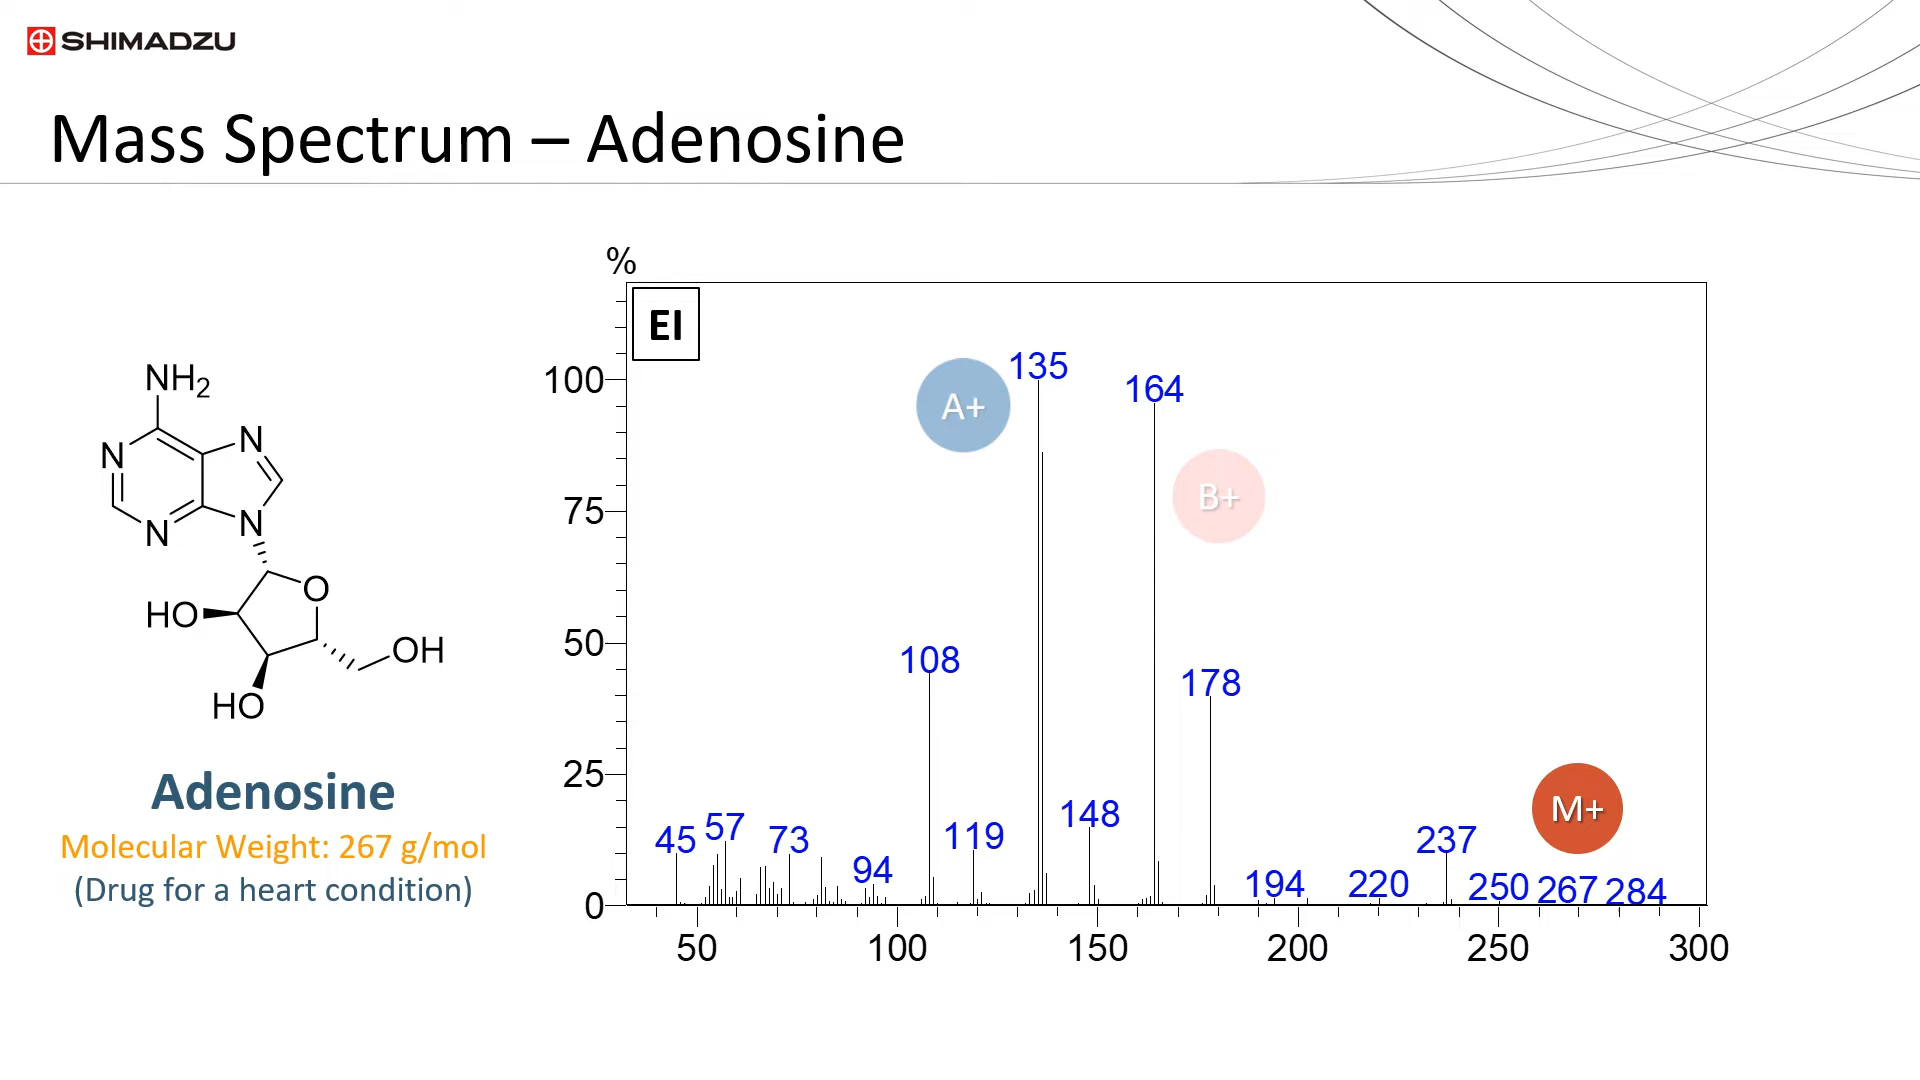 SHIMADZU
Mass Spectrum – Adenosine
%
EI
100
75
50
25
0
135
164
A+
B+
108
178
M+
45
57
73
94
119
148
194
220
237
250
267
284
50
100
150
200
250
300
NH2
N
N
N
N
O
HO
OH
HO
Adenosine
Molecular Weight: 267 g/mol
(Drug for a heart condition)